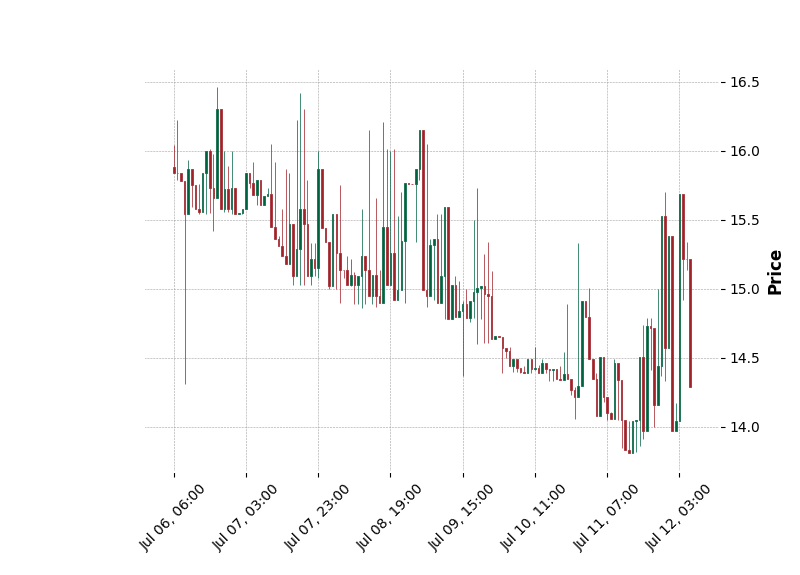 16.5
16.0
15.5
15.0
14.5
14.0
Price
Jul 06, 06:00
Jul 07, 03:00
Jul 07, 23:00
Jul 08, 19:00
Jul 09, 15:00
Jul 10, 11:00
Jul 11, 07:00
Jul 12, 03:00